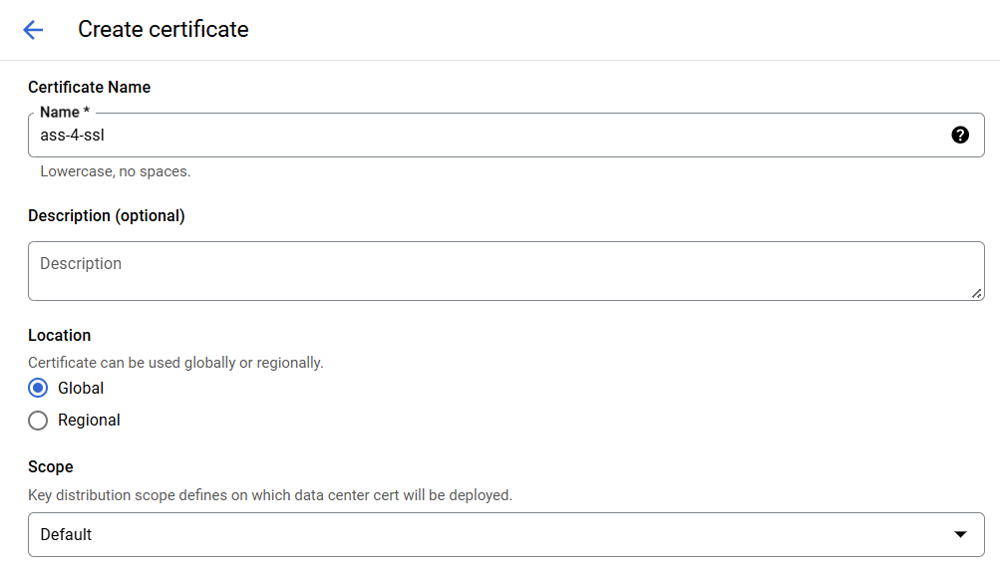 Create certificate
Certificate Name
Name *
ass-4-ssl
Lowercase, no spaces.
Description (optional)
Description
Location
Certificate can be used globally or regionally.
Global
Regional
Scope
Key distribution scope defines on which data center cert will be deployed.
Default